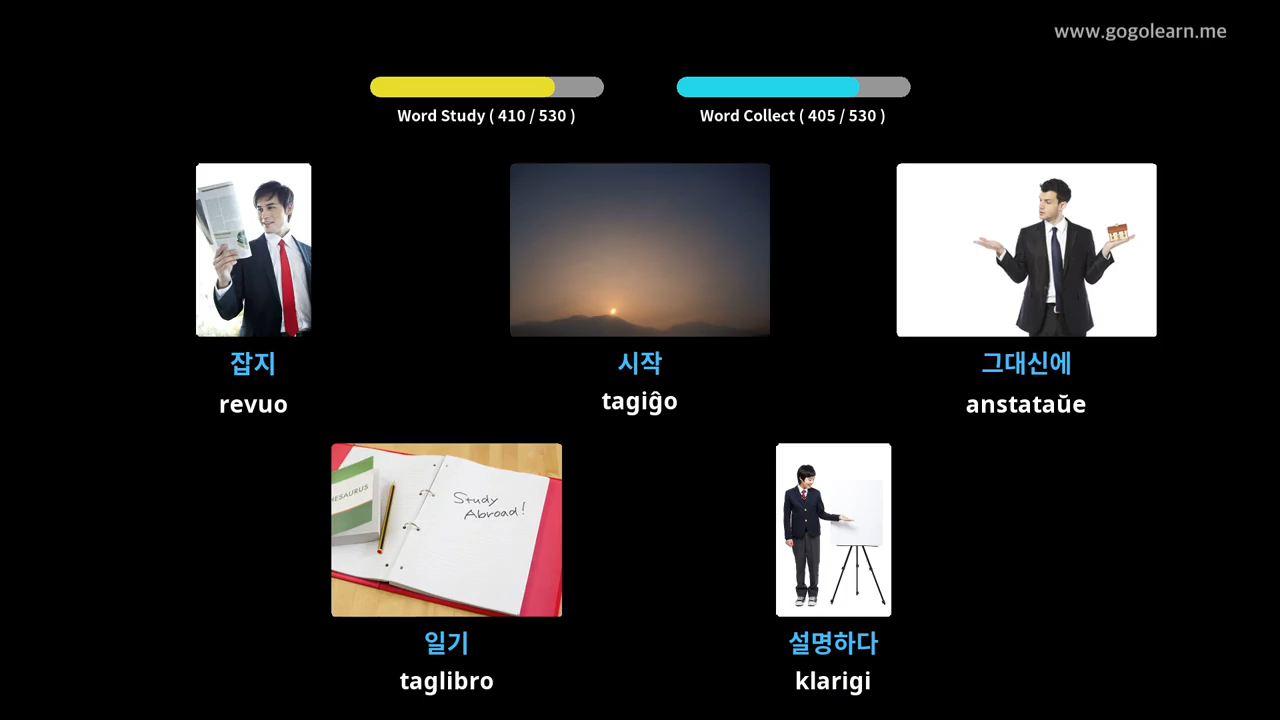 www.gogolearn.me
Word Study ( 410 / 530 )
Word Collect ( 405 / 530 )
잡지
revuo
시작
tagiĝo
그대신에
anstataŭe
THESAURUS
Study
Abroad!
일기
taglibro
설명하다
klarigi